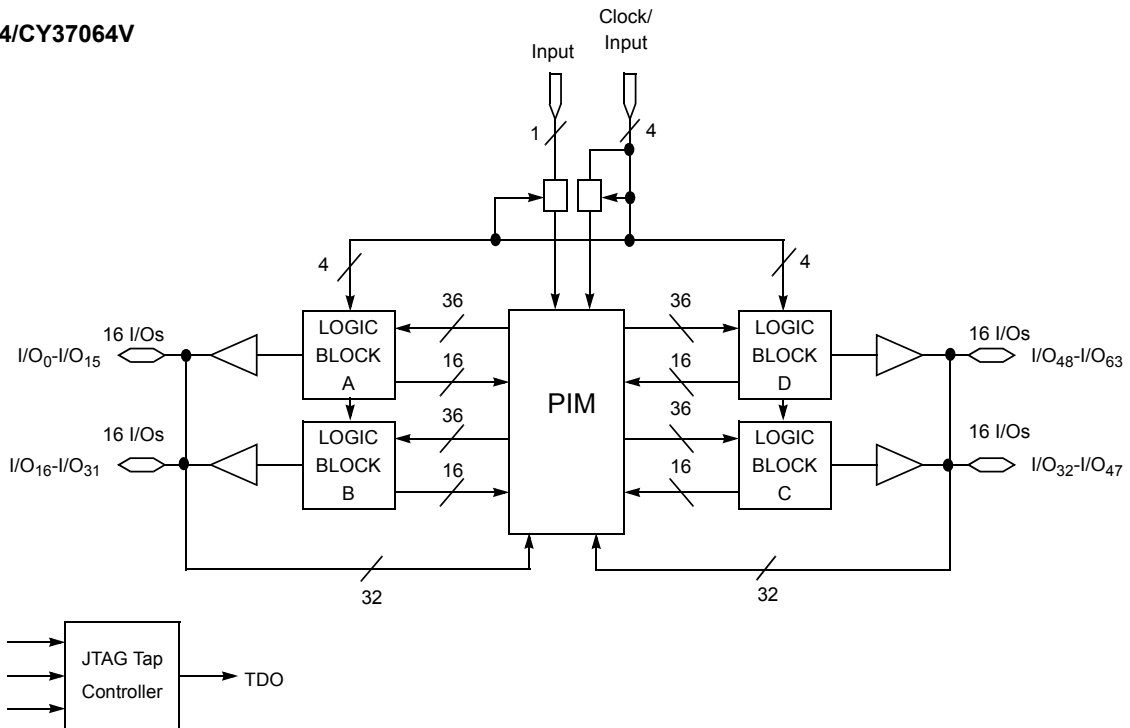 4/CY37064V
Clock/
Input
Input
1
4
4
4
16 I/Os
I/O0-I/O15
LOGIC
BLOCK
A
36
16
PIM
36
16
LOGIC
BLOCK
D
16 I/Os
I/O48-I/O63
16 I/Os
I/O16-I/O31
LOGIC
BLOCK
B
36
16
36
16
LOGIC
BLOCK
C
16 I/Os
I/O32-I/O47
32
32
JTAG Tap
Controller
TDO